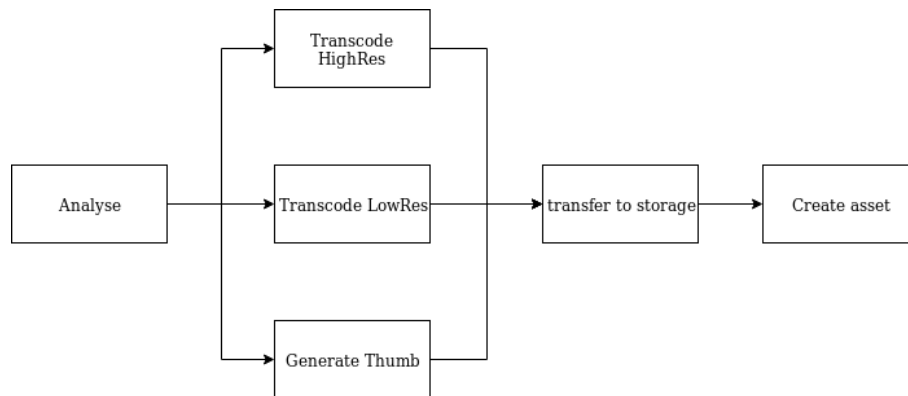 Transcode
HighRes
Analyse
Transcode LowRes
transfer to storage
Create asset
Generate Thumb